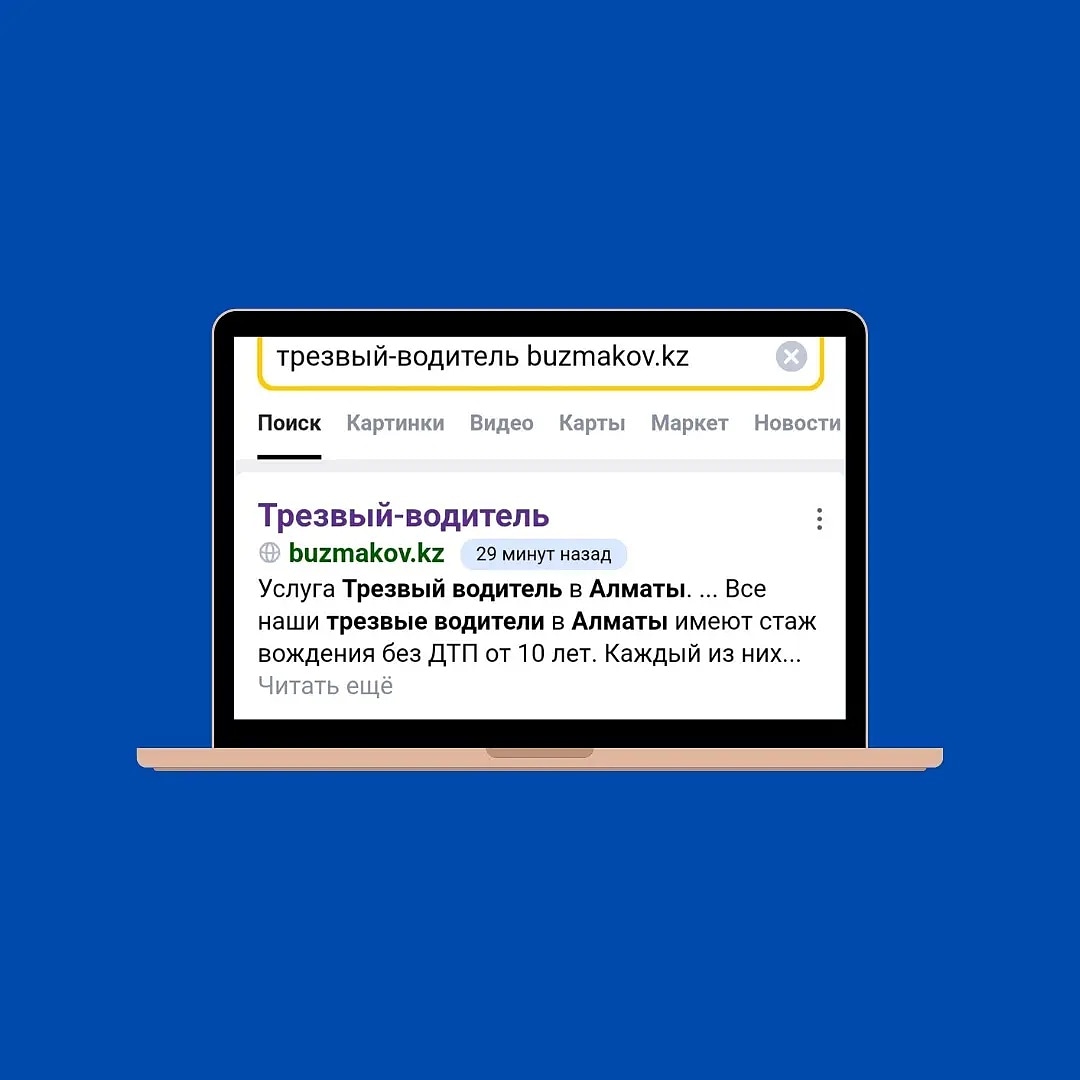 трезвый-водитель buzmakov.kz
Поиск Картинки Видео Карты Маркет Новости
Трезвый-водитель
buzmakov.kz 29 минут назад
Услуга Трезвый водитель в Алматы. ... Все
наши трезвые водители в Алматы имеют стаж
вождения без ДТП от 10 лет. Каждый из них...
Читать ещё